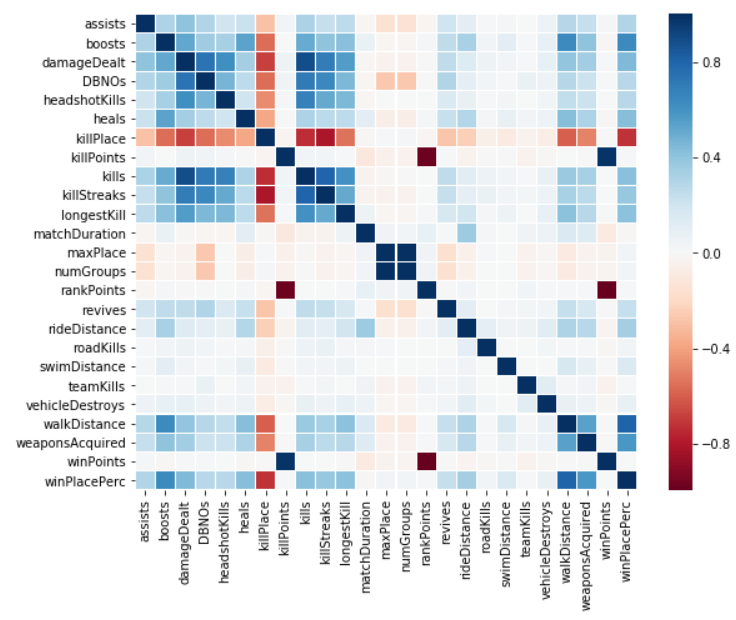 assists
boosts
damageDealt
DBNOs
headshotKills
heals
killPlace
killPoints
kills
killStreaks
longestKill
matchDuration
maxPlace
numGroups
rankPoints
revives
rideDistance
roadKills
swimDistance
teamKills
vehicleDestroys
walkDistance
weaponsAcquired
winPoints
winPlacePerc
assists
boosts
damageDealt
DBNOs
headshotKills
heals
killPlace
killPoints
kills
killStreaks
longestKill
matchDuration
maxPlace
numGroups
rankPoints
revives
rideDistance
roadKills
swimDistance
teamKills
vehicleDestroys
walkDistance
weaponsAcquired
winPoints
winPlacePerc
0.8
0.4
0.0
−0.4
−0.8